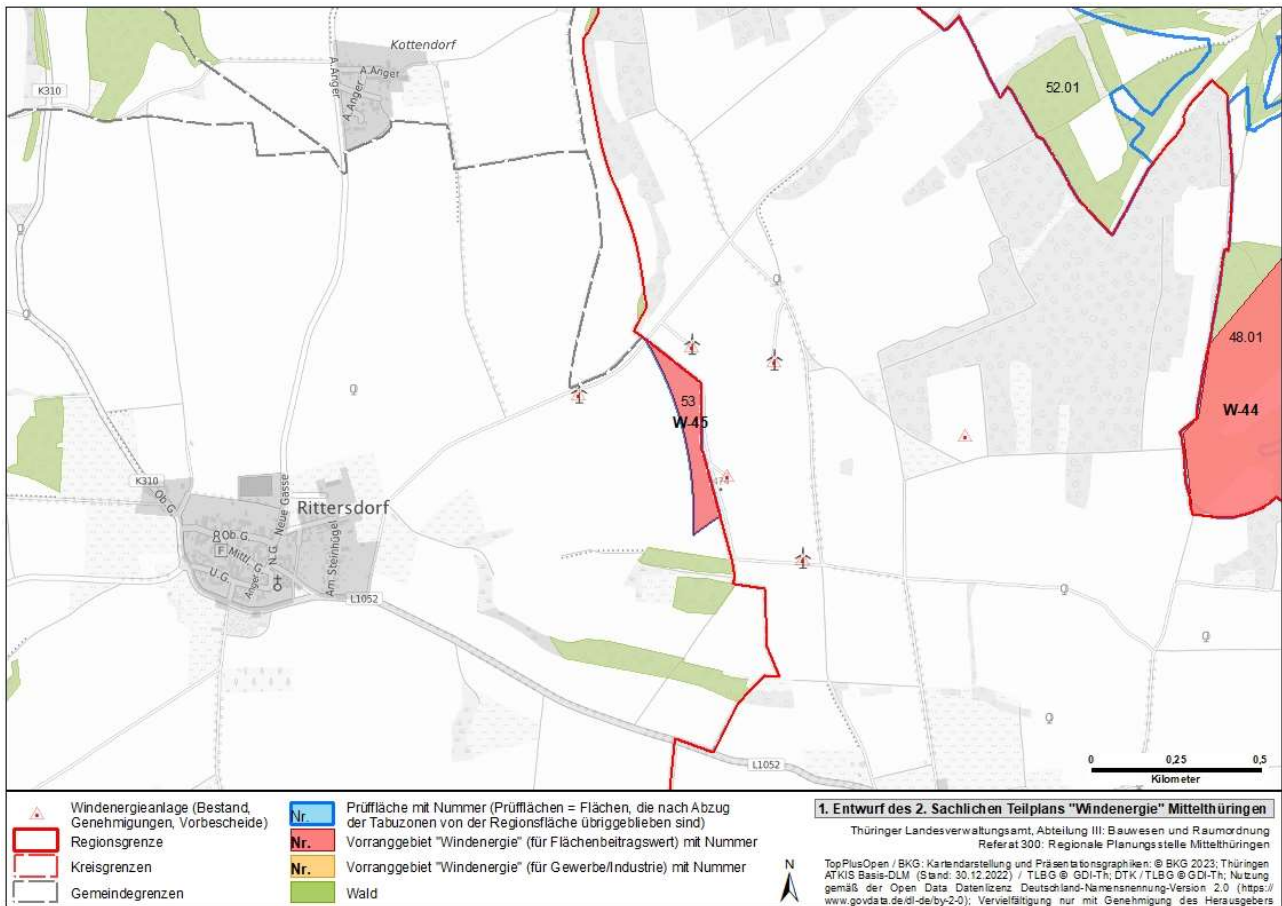 Kottendorf
A.Anger
A.Anger
A.Anger
K310
52.01
48.01
W-44
53
W-45
K310
Ob.G.
Neue Gasse
Rittersdorf
Ob.G.
N.G.
Mittl. G.
F
U.G.
Anger
Am Steinhügel
L1052
L1052
0 0,25 0,5
Kilometer
Windenergieanlage (Bestand,
Genehmigungen, Vorbescheide)
Regionsgrenze
Kreisgrenzen
Gemeindegrenzen
Nr. Prüffläche mit Nummer (Prüfflächen = Flächen, die nach Abzug
der Tabuzonen von der Regionsfläche übriggeblieben sind)
Nr. Vorranggebiet "Windenergie" (für Flächenbeitragswert) mit Nummer
Nr. Vorranggebiet "Windenergie" (für Gewerbe/Industrie) mit Nummer
Wald
N
1. Entwurf des 2. Sachlichen Teilplans "Windenergie" Mittelthüringen
Thüringer Landesverwaltungsamt, Abteilung III: Bauwesen und Raumordnung
Referat 300: Regionale Planungsstelle Mittelthüringen
TopPlusOpen / BKG: Kartendarstellung und Präsentationsgraphiken: © BKG 2023; Thüringen
ATKIS Basis-DLM (Stand: 30.12.2022) / TLBG © GDI-Th; DTK / TLBG © GDI-Th; Nutzung
gemäß der Open Data Datenlizenz Deutschland-Namensnennung-Version 2.0 (https://
www.govdata.de/dl-de/by-2-0); Vervielfältigung nur mit Genehmigung des Herausgebers